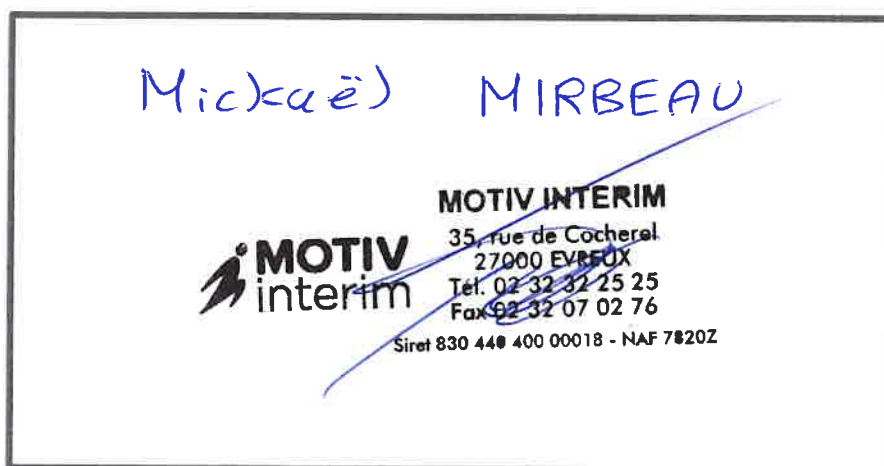 Mickaël MIRBEAU
MOTIV INTERIM
35, rue de Cocherel
27000 EVREUX
Tél. 02 32 32 25 25
Fax 02 32 07 02 76
MOTIV
interim
Siret 830 440 400 00018 - NAF 7820Z